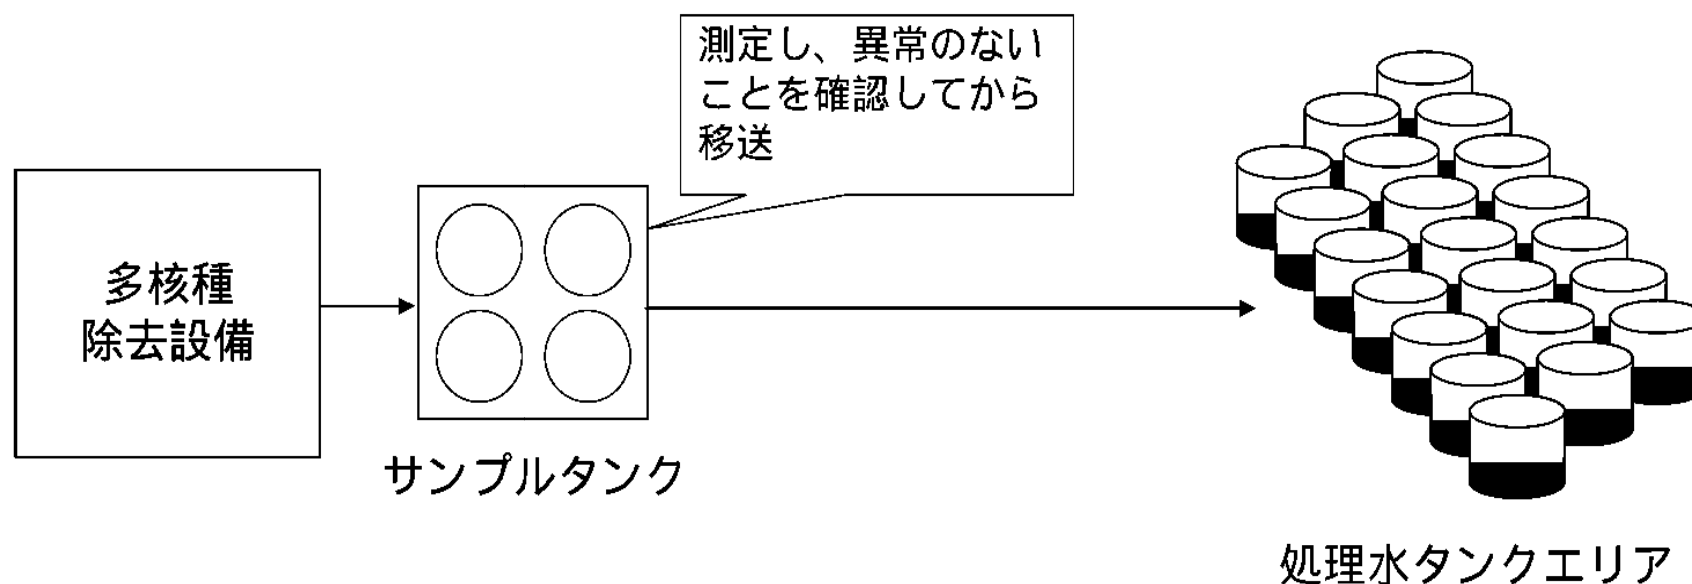 測定し、異常のない
ことを確認してから
移送
多核種
除去設備
サンプルタンク
処理水タンクエリア